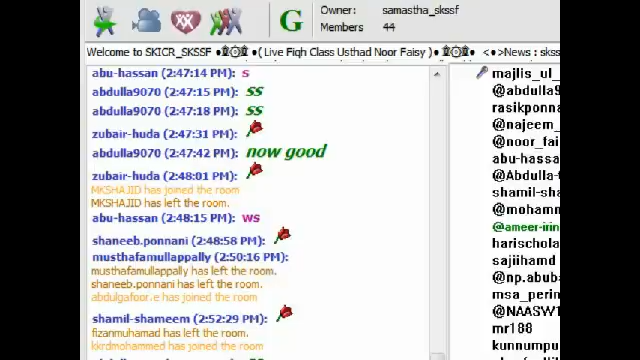 G
Owner: samastha_skssf
Members 44
Welcome to SKICR_SKSSF ( Live Fiqh Class Usthad Noor Faisy ) < >News : skss
abu-hassan (2:47:14 PM): s
abdulla9070 (2:47:15 PM): ss
abdulla9070 (2:47:18 PM): ss
zubair-huda (2:47:31 PM):
abdulla9070 (2:47:42 PM): now good
zubair-huda (2:48:01 PM):
MKSHAJID has joined the room
MKSHAJID has left the room.
abu-hassan (2:48:15 PM): ws
shaneeb.ponnani (2:48:58 PM):
musthafamullappally (2:50:16 PM):
musthafamullappally has left the room.
shaneeb.ponnani has left the room.
abdulgafoor.e has joined the room
shamil-shameem (2:52:29 PM):
fizanmuhamad has left the room.
kkrdmohammed has joined the room
majlis_ul_
@abdulla9
rasikponna
@najeem_
@noor_fai
abu-hassa
@Abdulla-
shamil-sha
@mohamm
@ameer-irin
harischola
sajiihamd
@np.abub
msa_perin
@NAASW1
mr188
kunnumpu